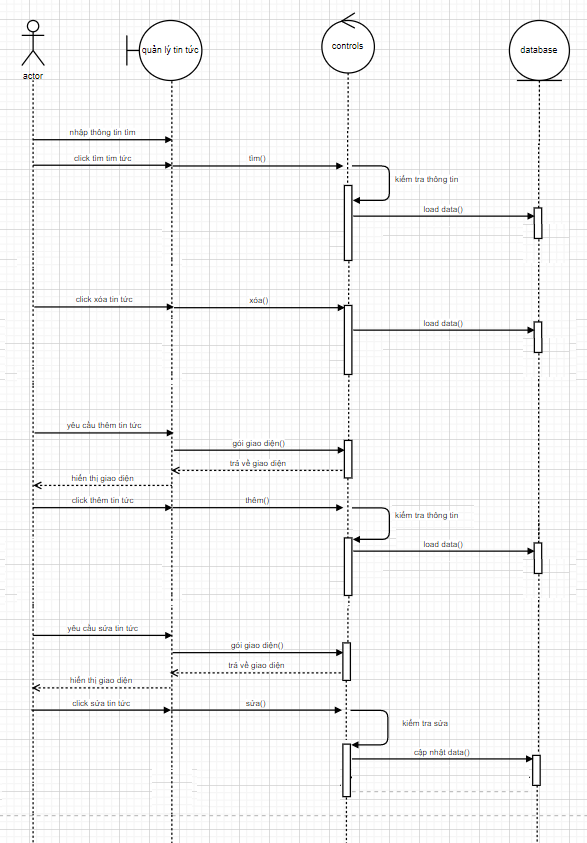 actor
quản lý tin tức
controls
database
nhập thông tin tìm
click tìm tim tức
tìm()
kiểm tra thông tin
load data()
click xóa tin tức
xóa()
load data()
yêu cầu thêm tin tức
gói giao diện()
trả về giao diện
hiển thị giao diện
click thêm tin tức
thêm()
kiểm tra thông tin
load data()
yêu cầu sửa tin tức
gói giao diện()
trả về giao diện
hiển thị giao diện
click sửa tin tức
sửa()
kiểm tra sửa
cập nhật data()